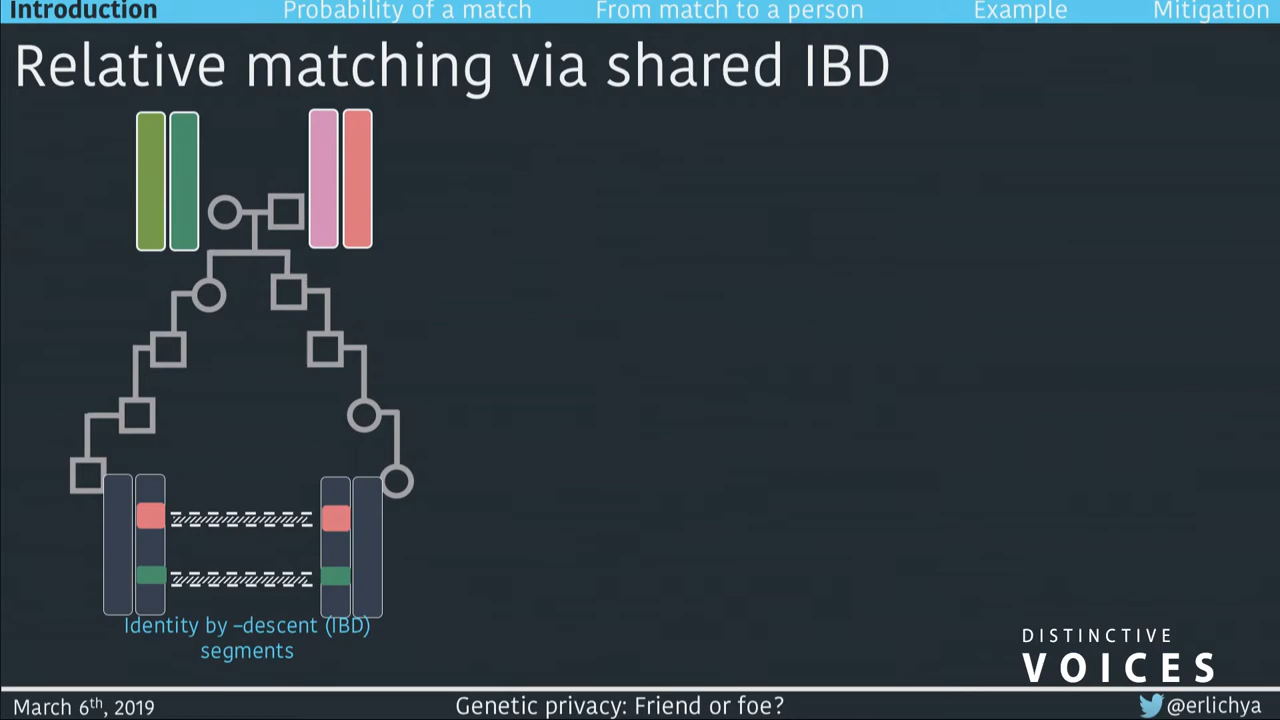 Introduction Probability of a match From match to a person Example Mitigation
Relative matching via shared IBD
Identity by –descent (IBD)
segments
DISTINCTIVE
VOICES
March 6th, 2019 Genetic privacy: Friend or foe? @erlichya